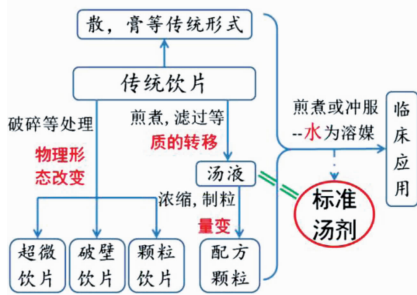 散，膏等传统形式
传统饮片
破碎等处理
物理形
态改变
煎煮，滤过等
质的转移
汤液
浓缩，制粒
量变
超微
饮片
破壁
饮片
颗粒
饮片
配方
颗粒
煎煮或冲服
--水为溶媒
标准
汤剂
临床应用